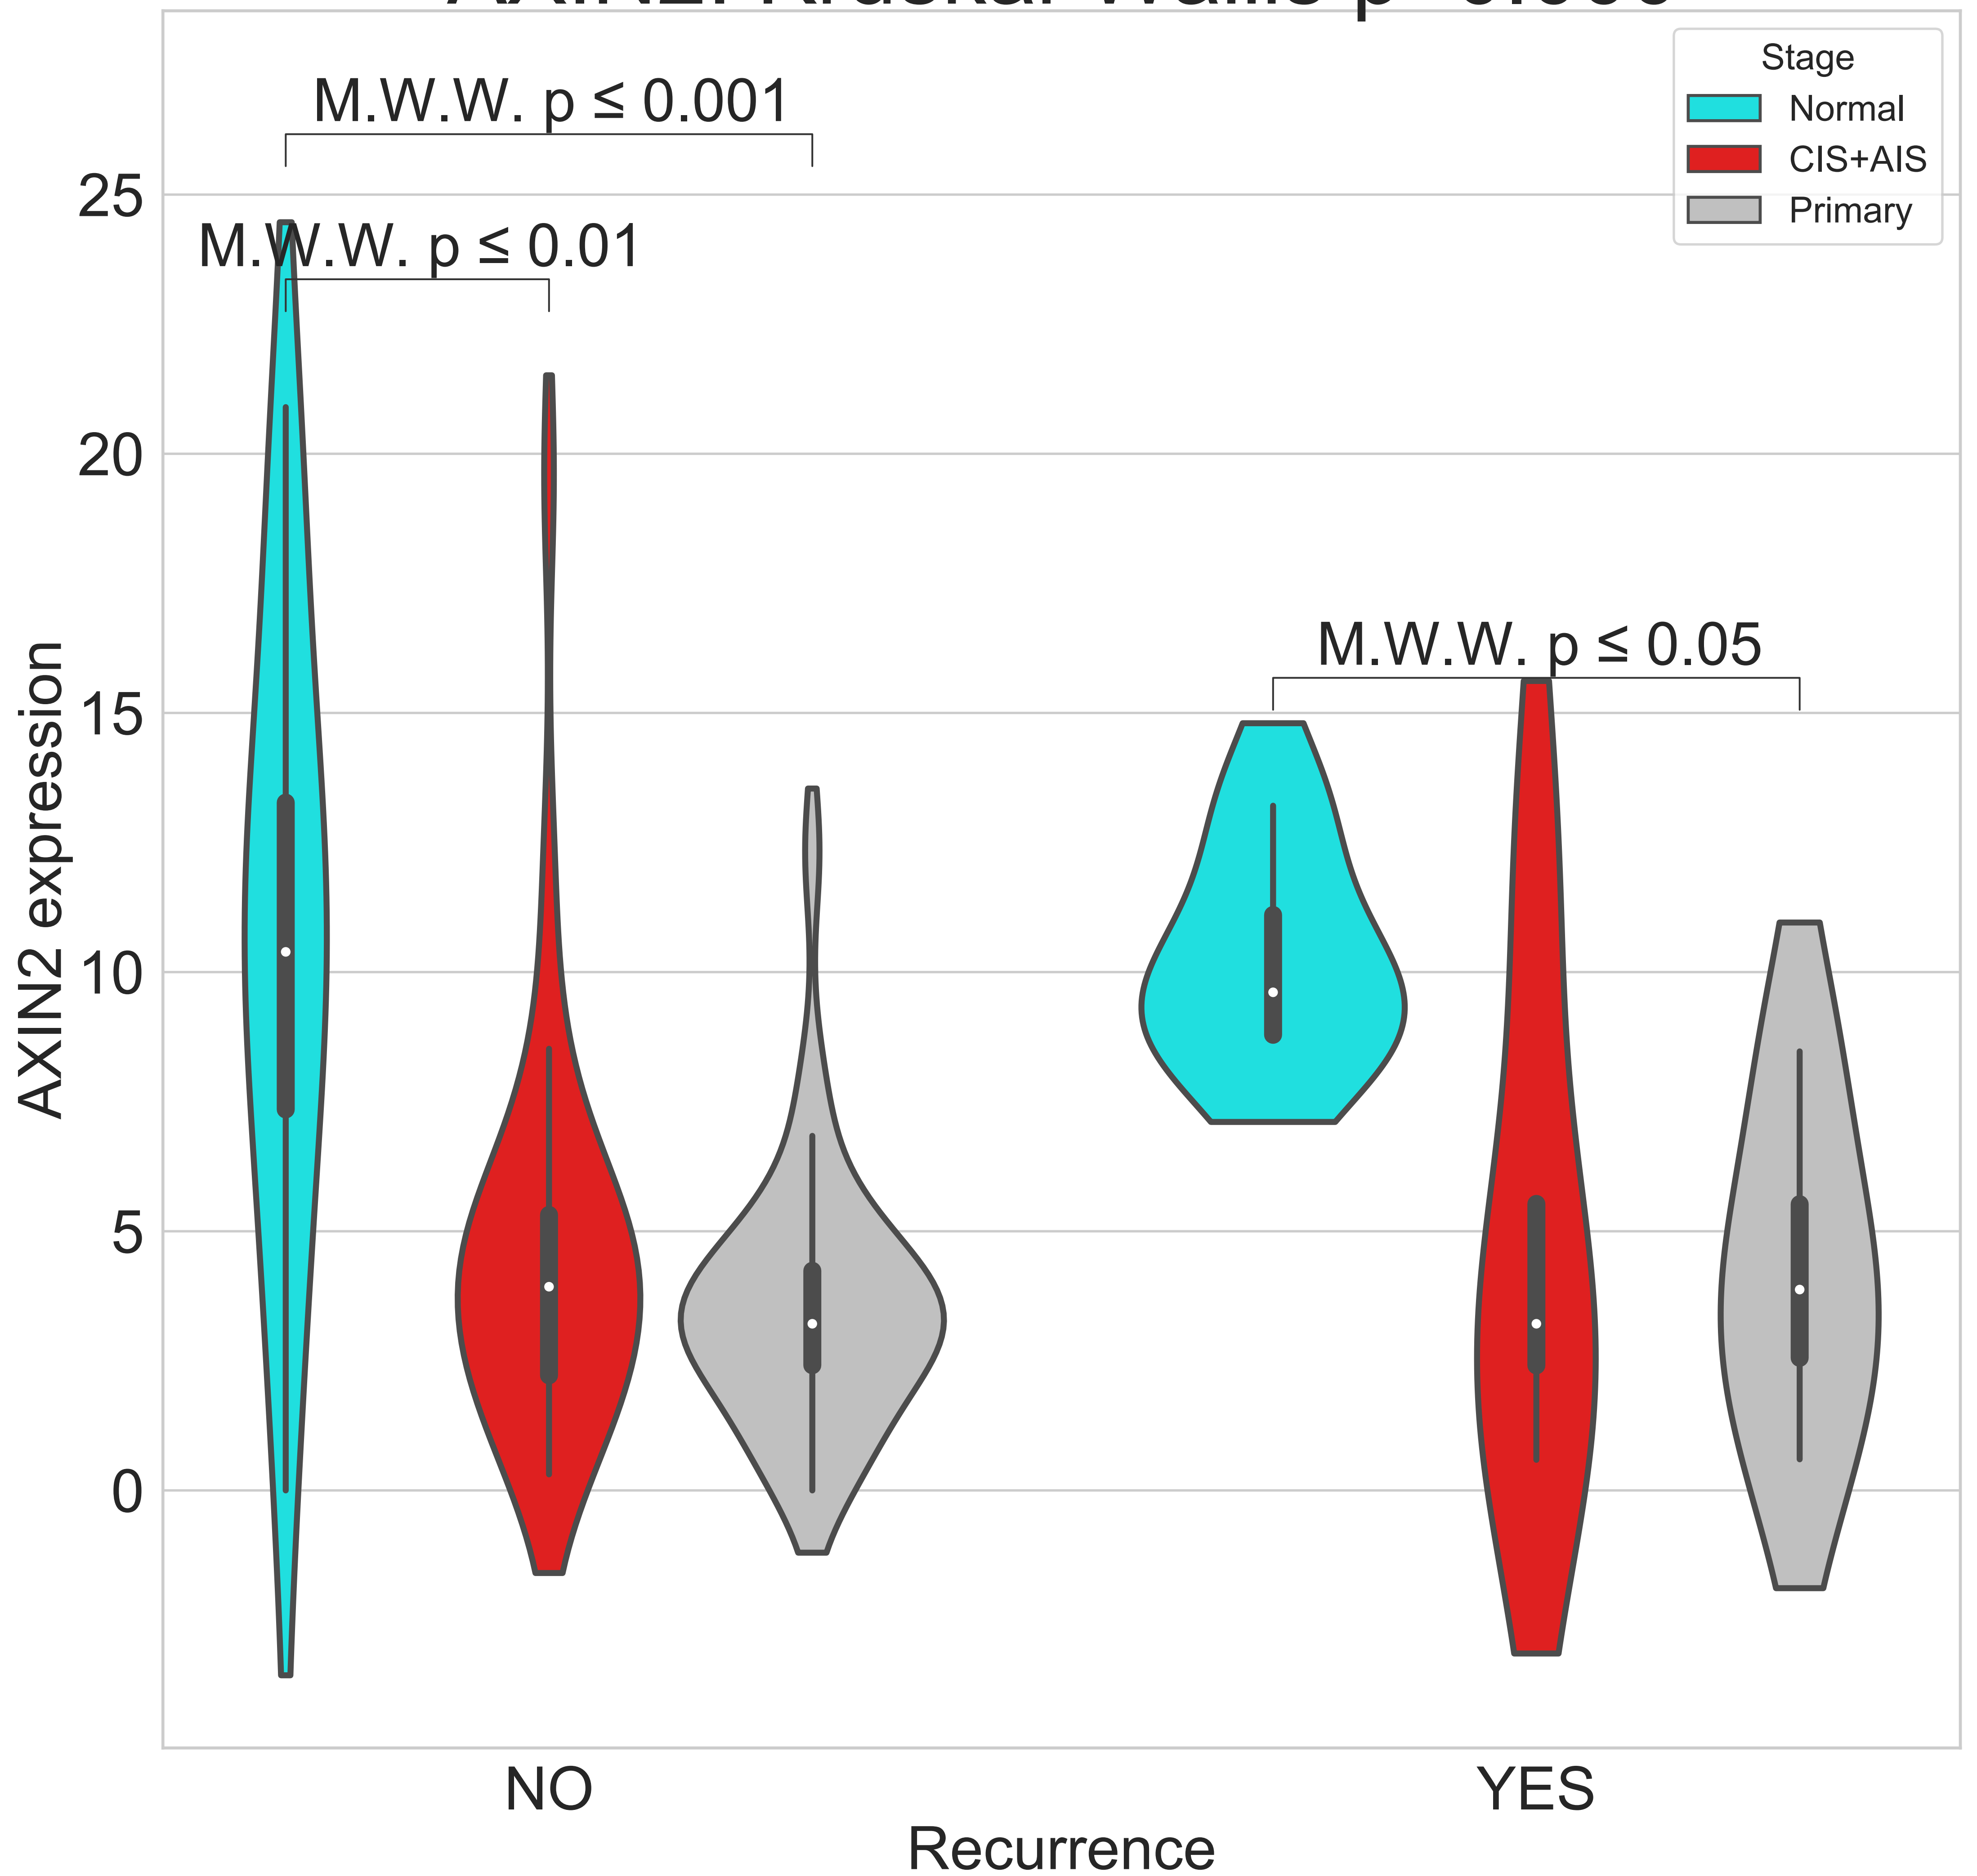 Stage
Normal
CIS+AIS
Primary
M.W.W. p ≤ 0.001
M.W.W. p ≤ 0.01
M.W.W. p ≤ 0.05
AXIN2 expression
25
20
15
10
5
0
NO
YES
Recurrence